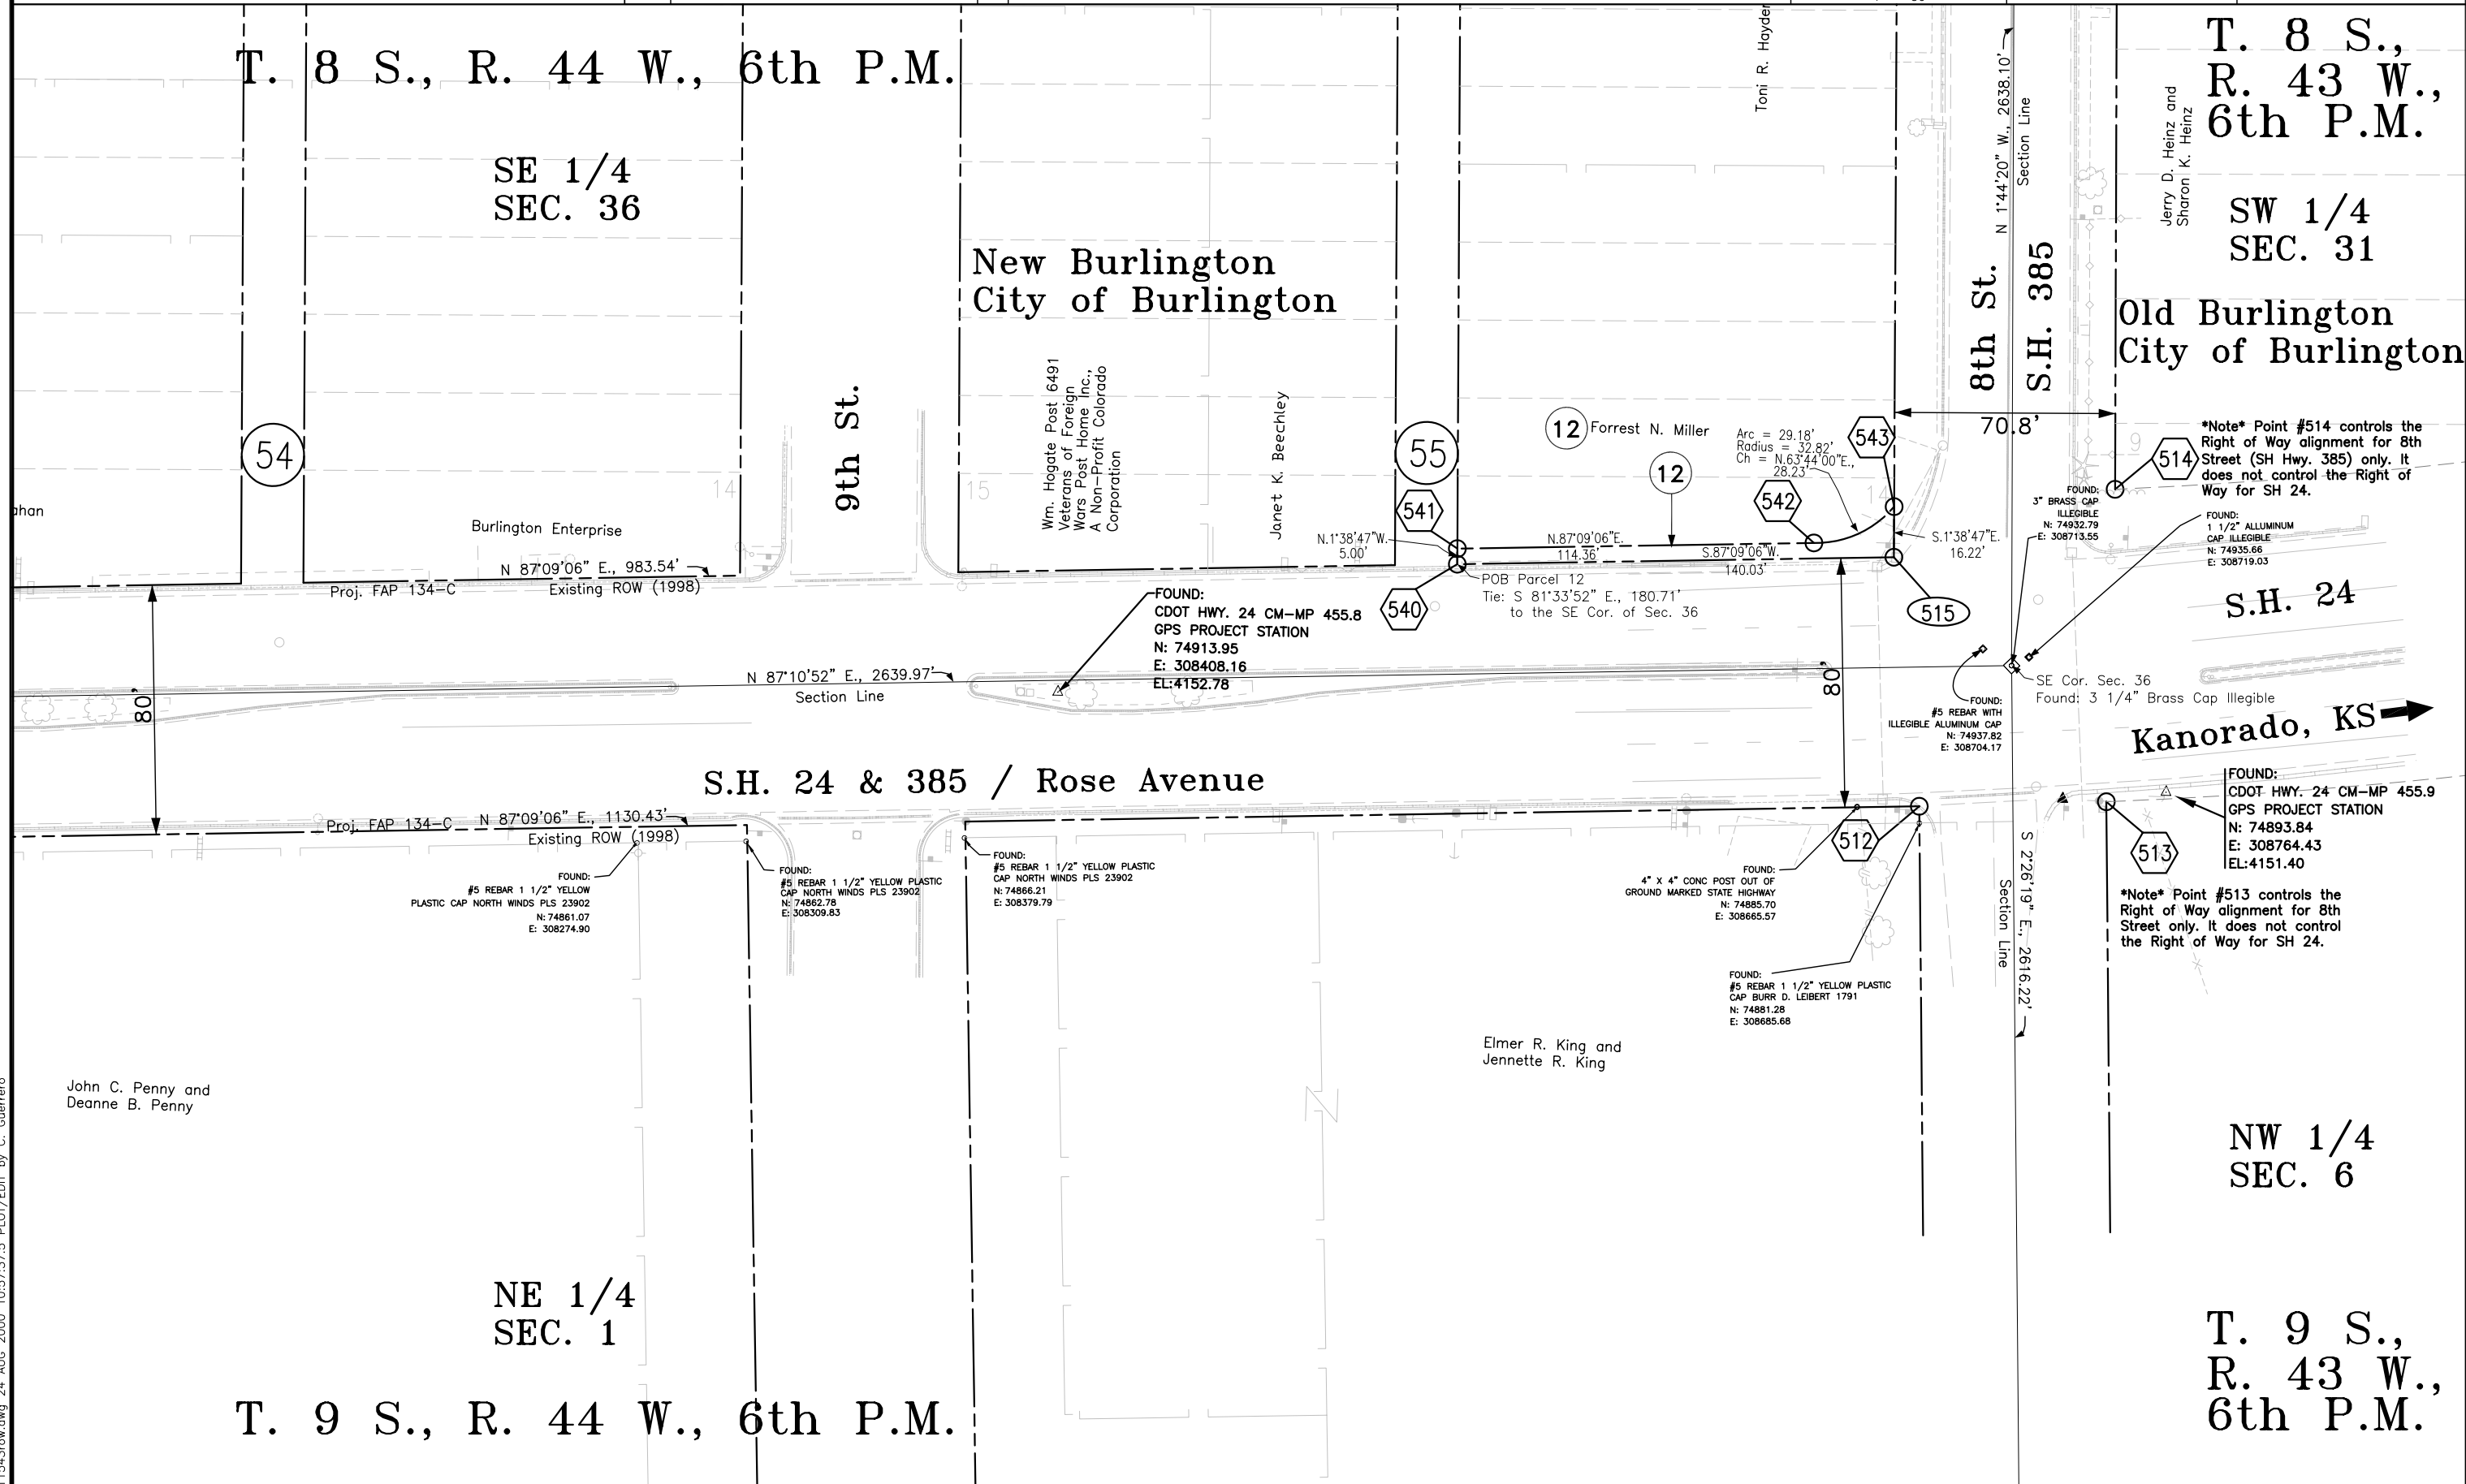 T. 8 S., R. 44 W., 6th P.M.
SE 1/4
SEC. 36
New Burlington
City of Burlington
Toni R. Hayden
N 1°44'20" W., 2638.10'
Section Line
Jerry D. Heinz and
Sharon K. Heinz
T. 8 S.,
R. 43 W.,
6th P.M.
SW 1/4
SEC. 31
8th St.
S.H. 385
Old Burlington
City of Burlington
70.8'
9
514
*Note* Point #514 controls the
Right of Way alignment for 8th
Street (SH Hwy. 385) only. It
does not control the Right of
Way for SH 24.
54
14
Burlington Enterprise
9th St.
15
Wm. Hogate Post 6491
Veterans of Foreign
Wars Post Home Inc.,
A Non-Profit Colorado
Corporation
Janet K. Beechley
55
12
Forrest N. Miller
12
Arc = 29.18'
Radius = 32.82'
Ch = N.63°44'00"E.,
28.23'
543
542
541
14
N.1°38'47"W.
5.00'
N.87°09'06"E.
114.36'
S.87°09'06"W.
140.03'
S.1°38'47"E.
16.22'
FOUND:
3" BRASS CAP
ILLEGIBLE
N: 74932.79
E: 308713.55
FOUND:
1 1/2" ALLUMINUM
CAP ILLEGIBLE
N: 74935.66
E: 308719.03
N 87°09'06" E., 983.54'
Proj. FAP 134-C
Existing ROW (1998)
FOUND:
CDOT HWY. 24 CM-MP 455.8
GPS PROJECT STATION
N: 74913.95
E: 308408.16
EL:4152.78
540
POB Parcel 12
Tie: S 81°33'52" E., 180.71'
to the SE Cor. of Sec. 36
515
S.H. 24
80'
N 87°10'52" E., 2639.97'
Section Line
80'
SE Cor. Sec. 36
Found: 3 1/4" Brass Cap Illegible
FOUND:
#5 REBAR WITH
ILLEGIBLE ALUMINUM CAP
N: 74937.82
E: 308704.17
Kanorado, KS
S.H. 24 & 385 / Rose Avenue
Proj. FAP 134-C
N 87°09'06" E., 1130.43'
Existing ROW (1998)
FOUND:
#5 REBAR 1 1/2" YELLOW
PLASTIC CAP NORTH WINDS PLS 23902
N: 74861.07
E: 308274.90
FOUND:
#5 REBAR 1 1/2" YELLOW PLASTIC
CAP NORTH WINDS PLS 23902
N: 74862.78
E: 308309.83
FOUND:
#5 REBAR 1 1/2" YELLOW PLASTIC
CAP NORTH WINDS PLS 23902
N: 74866.21
E: 308379.79
FOUND:
4" X 4" CONC POST OUT OF
GROUND MARKED STATE HIGHWAY
N: 74885.70
E: 308665.57
512
513
FOUND:
CDOT HWY. 24 CM-MP 455.9
GPS PROJECT STATION
N: 74893.84
E: 308764.43
EL:4151.40
*Note* Point #513 controls the
Right of Way alignment for 8th
Street only. It does not control
the Right of Way for SH 24.
S 2°26'19" E., 2616.22'
Section Line
FOUND:
#5 REBAR 1 1/2" YELLOW PLASTIC
CAP BURR D. LEIBERT 1791
N: 74881.28
E: 308685.68
Elmer R. King and
Jennette R. King
John C. Penny and
Deanne B. Penny
NW 1/4
SEC. 6
NE 1/4
SEC. 1
T. 9 S., R. 44 W., 6th P.M.
T. 9 S.,
R. 43 W.,
6th P.M.
24 AUG 2000 10:57:37.5 PLOT/EDIT by C. Guerrero